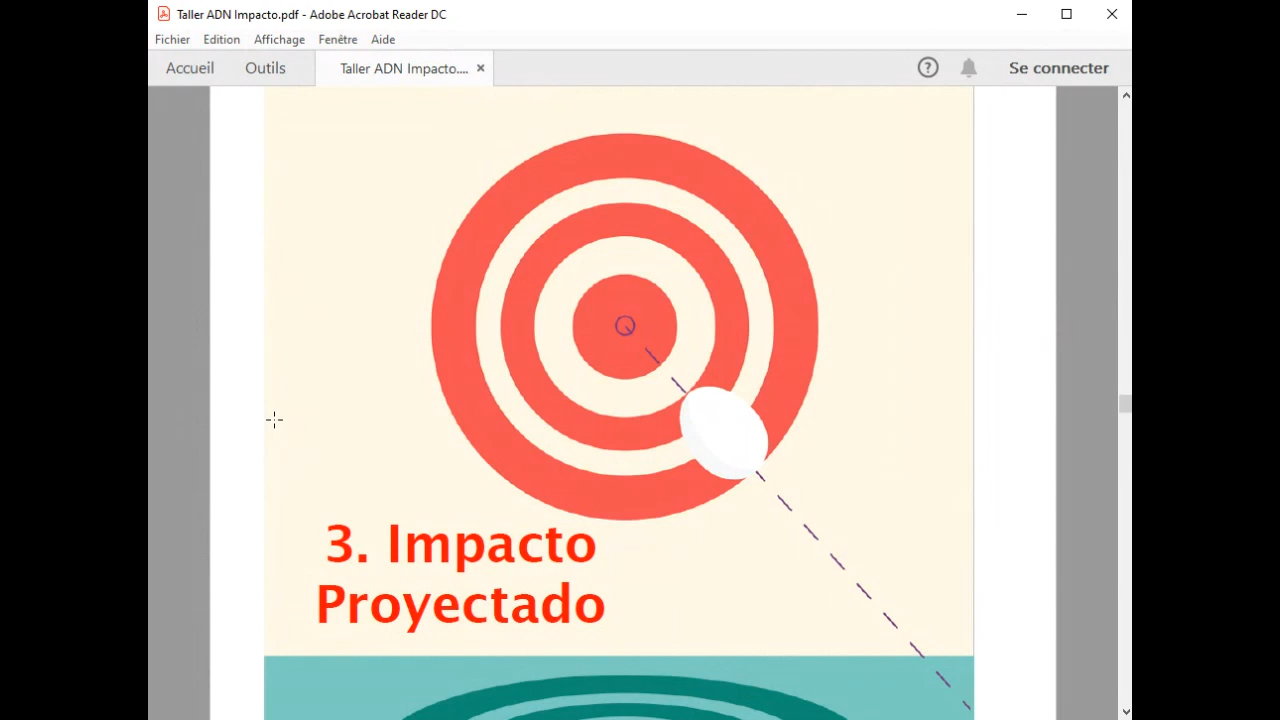 Taller ADN Impacto.pdf - Adobe Acrobat Reader DC
Fichier Edition Affichage Fenêtre Aide
Accueil Outils Taller ADN Impacto.... Se connecter
3. Impacto
Proyectado